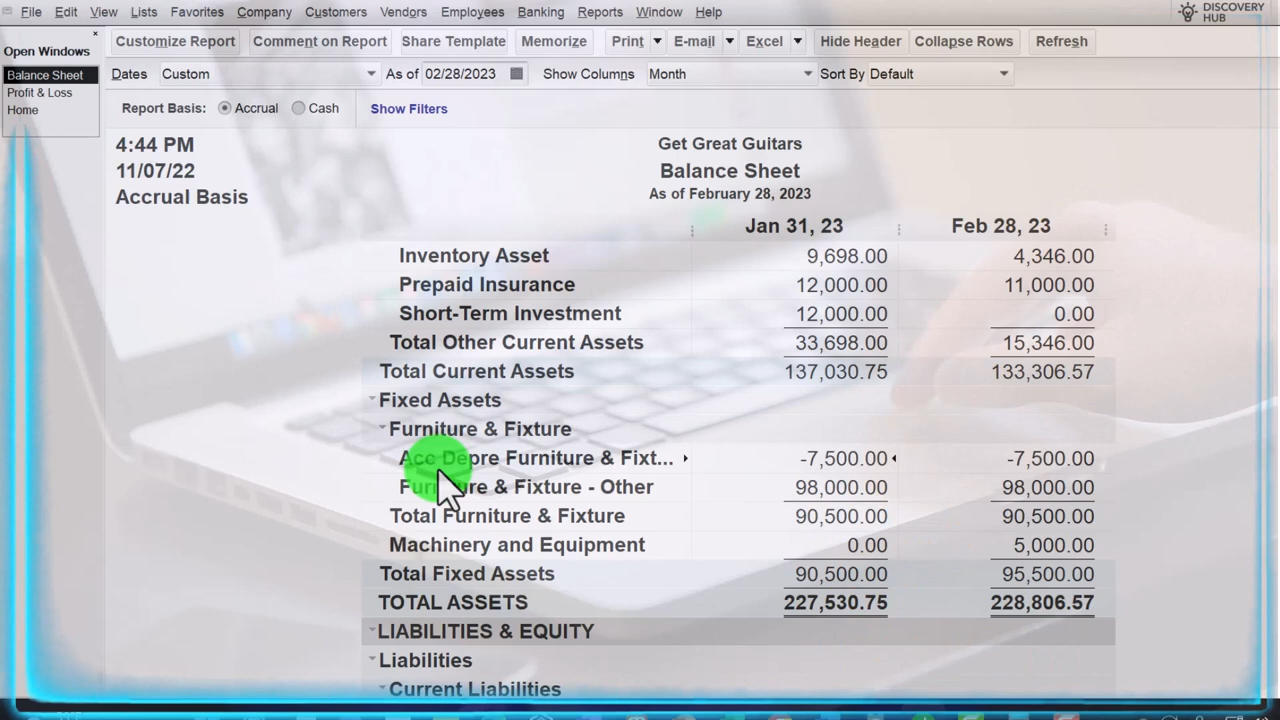 File Edit View Lists Favorites Company Customers Vendors Employees Banking Reports Window Help
DISCOVERY
HUB
Open Windows
Balance Sheet
Profit & Loss
Home
Customize Report Comment on Report Share Template Memorize Print E-mail Excel Hide Header Collapse Rows Refresh
Dates Custom As of 02/28/2023 Show Columns Month Sort By Default
Report Basis: Accrual Cash Show Filters
4:44 PM
11/07/22
Accrual Basis
Get Great Guitars
Balance Sheet
As of February 28, 2023
Jan 31, 23 Feb 28, 23
Inventory Asset 9,698.00 4,346.00
Prepaid Insurance 12,000.00 11,000.00
Short-Term Investment 12,000.00 0.00
Total Other Current Assets 33,698.00 15,346.00
Total Current Assets 137,030.75 133,306.57
Fixed Assets
Furniture & Fixture
Acc Depre Furniture & Fixt... -7,500.00 -7,500.00
Furniture & Fixture - Other 98,000.00 98,000.00
Total Furniture & Fixture 90,500.00 90,500.00
Machinery and Equipment 0.00 5,000.00
Total Fixed Assets 90,500.00 95,500.00
TOTAL ASSETS 227,530.75 228,806.57
LIABILITIES & EQUITY
Liabilities
Current Liabilities